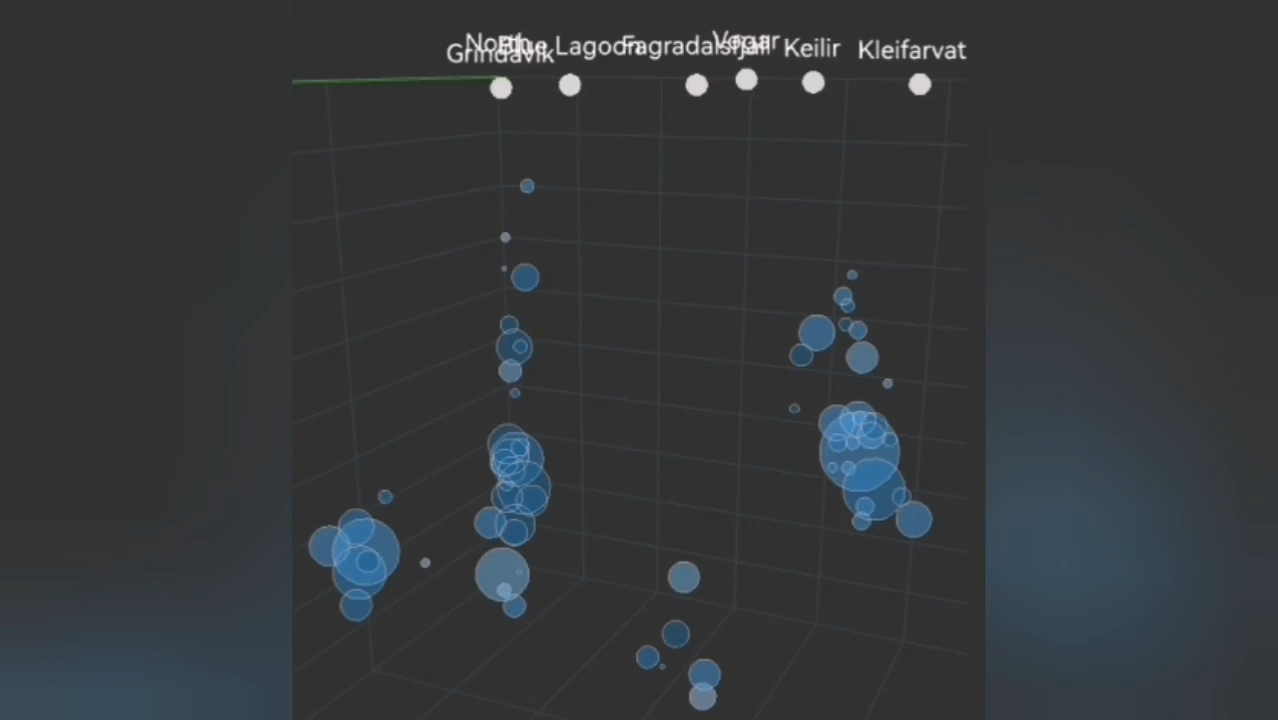 North
Grindavik
Blue Lagoon
Fagradalsfjall
Vogar
Keilir
Kleifarvat